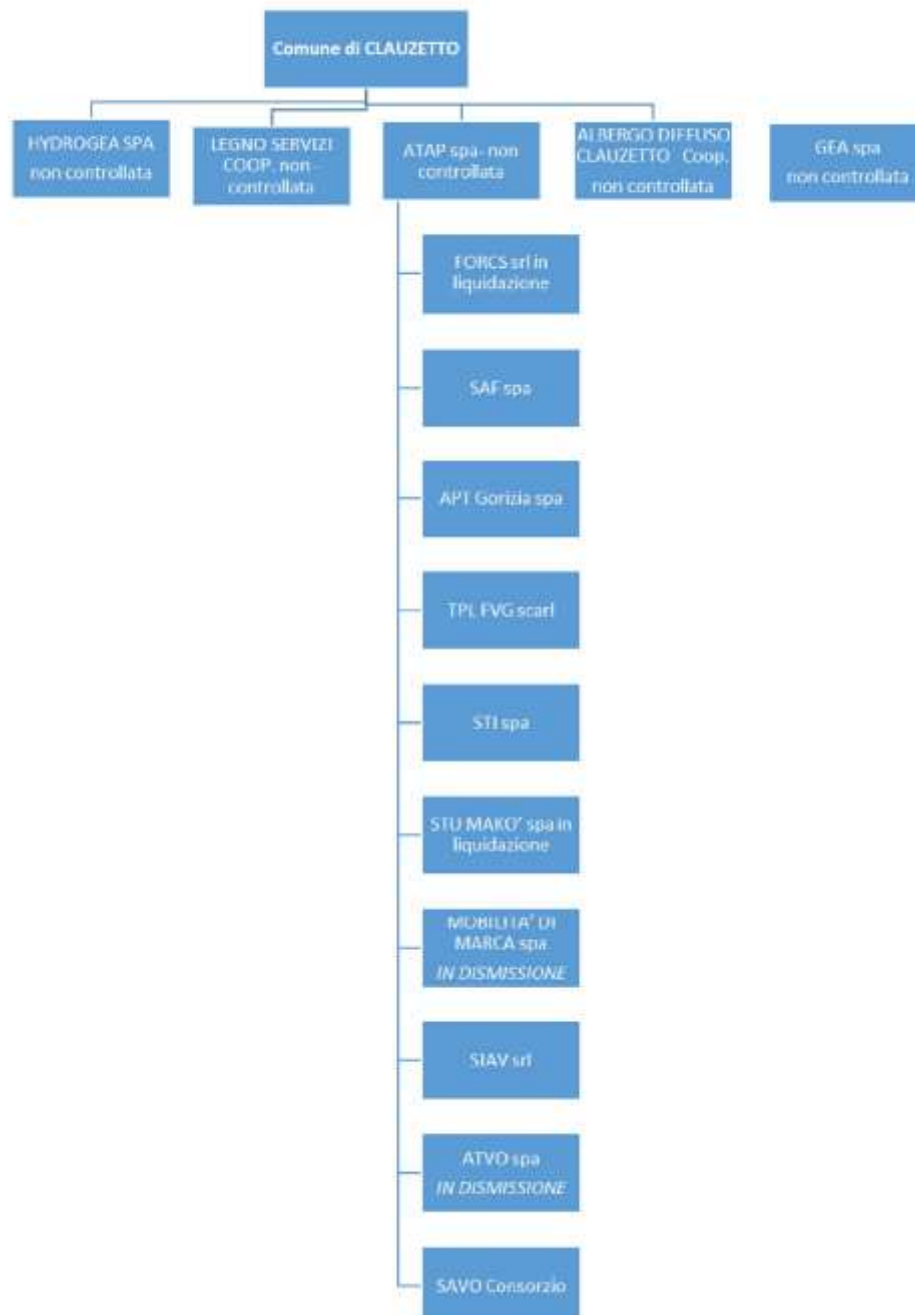 Comune di CLAUZETTO
HYDROGEA SPA
non controllata
LEGNO SERVIZI
COOP. non
controllata
ATAP spa- non
controllata
ALBERGO DIFFUSO
CLAUZETTO Coop.
non controllata
GEA spa
non controllata
FORCS srl in
liquidazione
SAF spa
APT Gorizia spa
TPL FVG scarl
STI spa
STU MAKO' spa in
liquidazione
MOBILITA' DI
MARCA spa
IN DISMISSIONE
SIAV srl
ATVO spa
IN DISMISSIONE
SAVO Consorzio